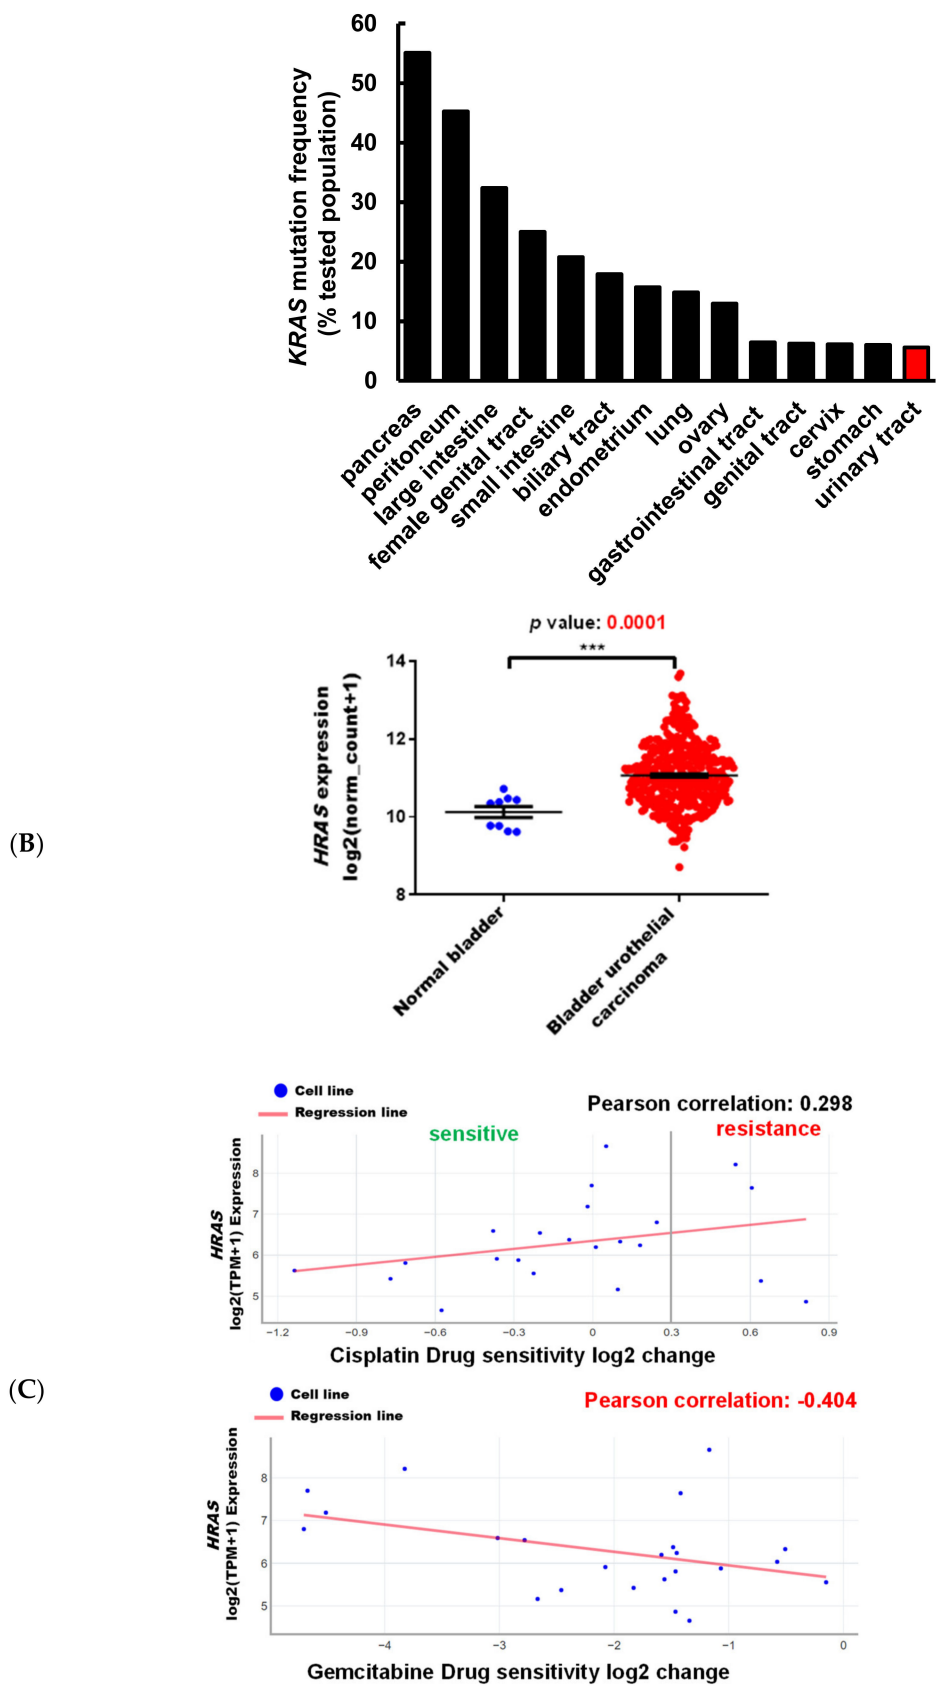 60
50
40
30
20
10
0
KRAS mutation frequency
(% tested population)
pancreas
peritoneum
large intestine
female genital tract
small intestine
biliary tract
endometrium
lung
ovary
gastrointestinal tract
genital tract
cervix
stomach
urinary tract
(B)
p value: 0.0001
***
14
12
10
8
HRAS expression
log2(norm_count+1)
Normal bladder
Bladder urothelial
carcinoma
(C)
Cell line
Regression line
Pearson correlation: 0.298
sensitive
resistance
HRAS
log2(TPM+1) Expression
8
7
6
5
−1.2 −0.9 −0.6 −0.3 0 0.3 0.6 0.9
Cisplatin Drug sensitivity log2 change
Cell line
Regression line
Pearson correlation: -0.404
HRAS
log2(TPM+1) Expression
8
7
6
5
−4 −3 −2 −1 0
Gemcitabine Drug sensitivity log2 change